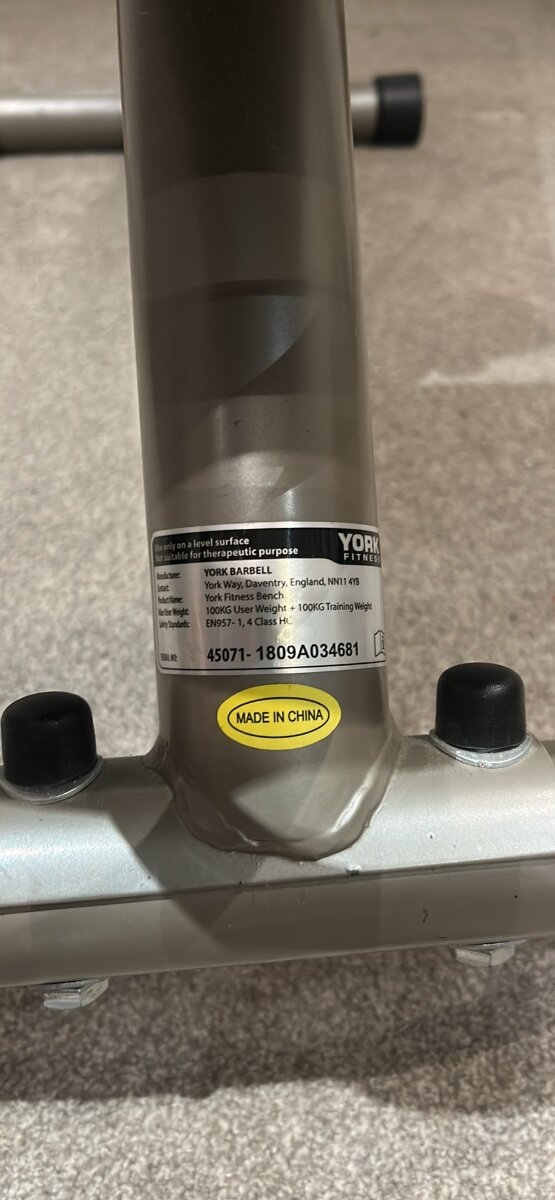 Use only on a level surface
Not suitable for therapeutic purpose
YORK
FITNESS
Manufacturer: YORK BARBELL
Contact: York Way, Daventry, England, NN11 4YB
Product Name: York Fitness Bench
Max User Weight: 100KG User Weight + 100KG Training Weight
Safety Standards: EN957- 1, 4 Class HC
SERIAL NO: 45071- 1809A034681
MADE IN CHINA